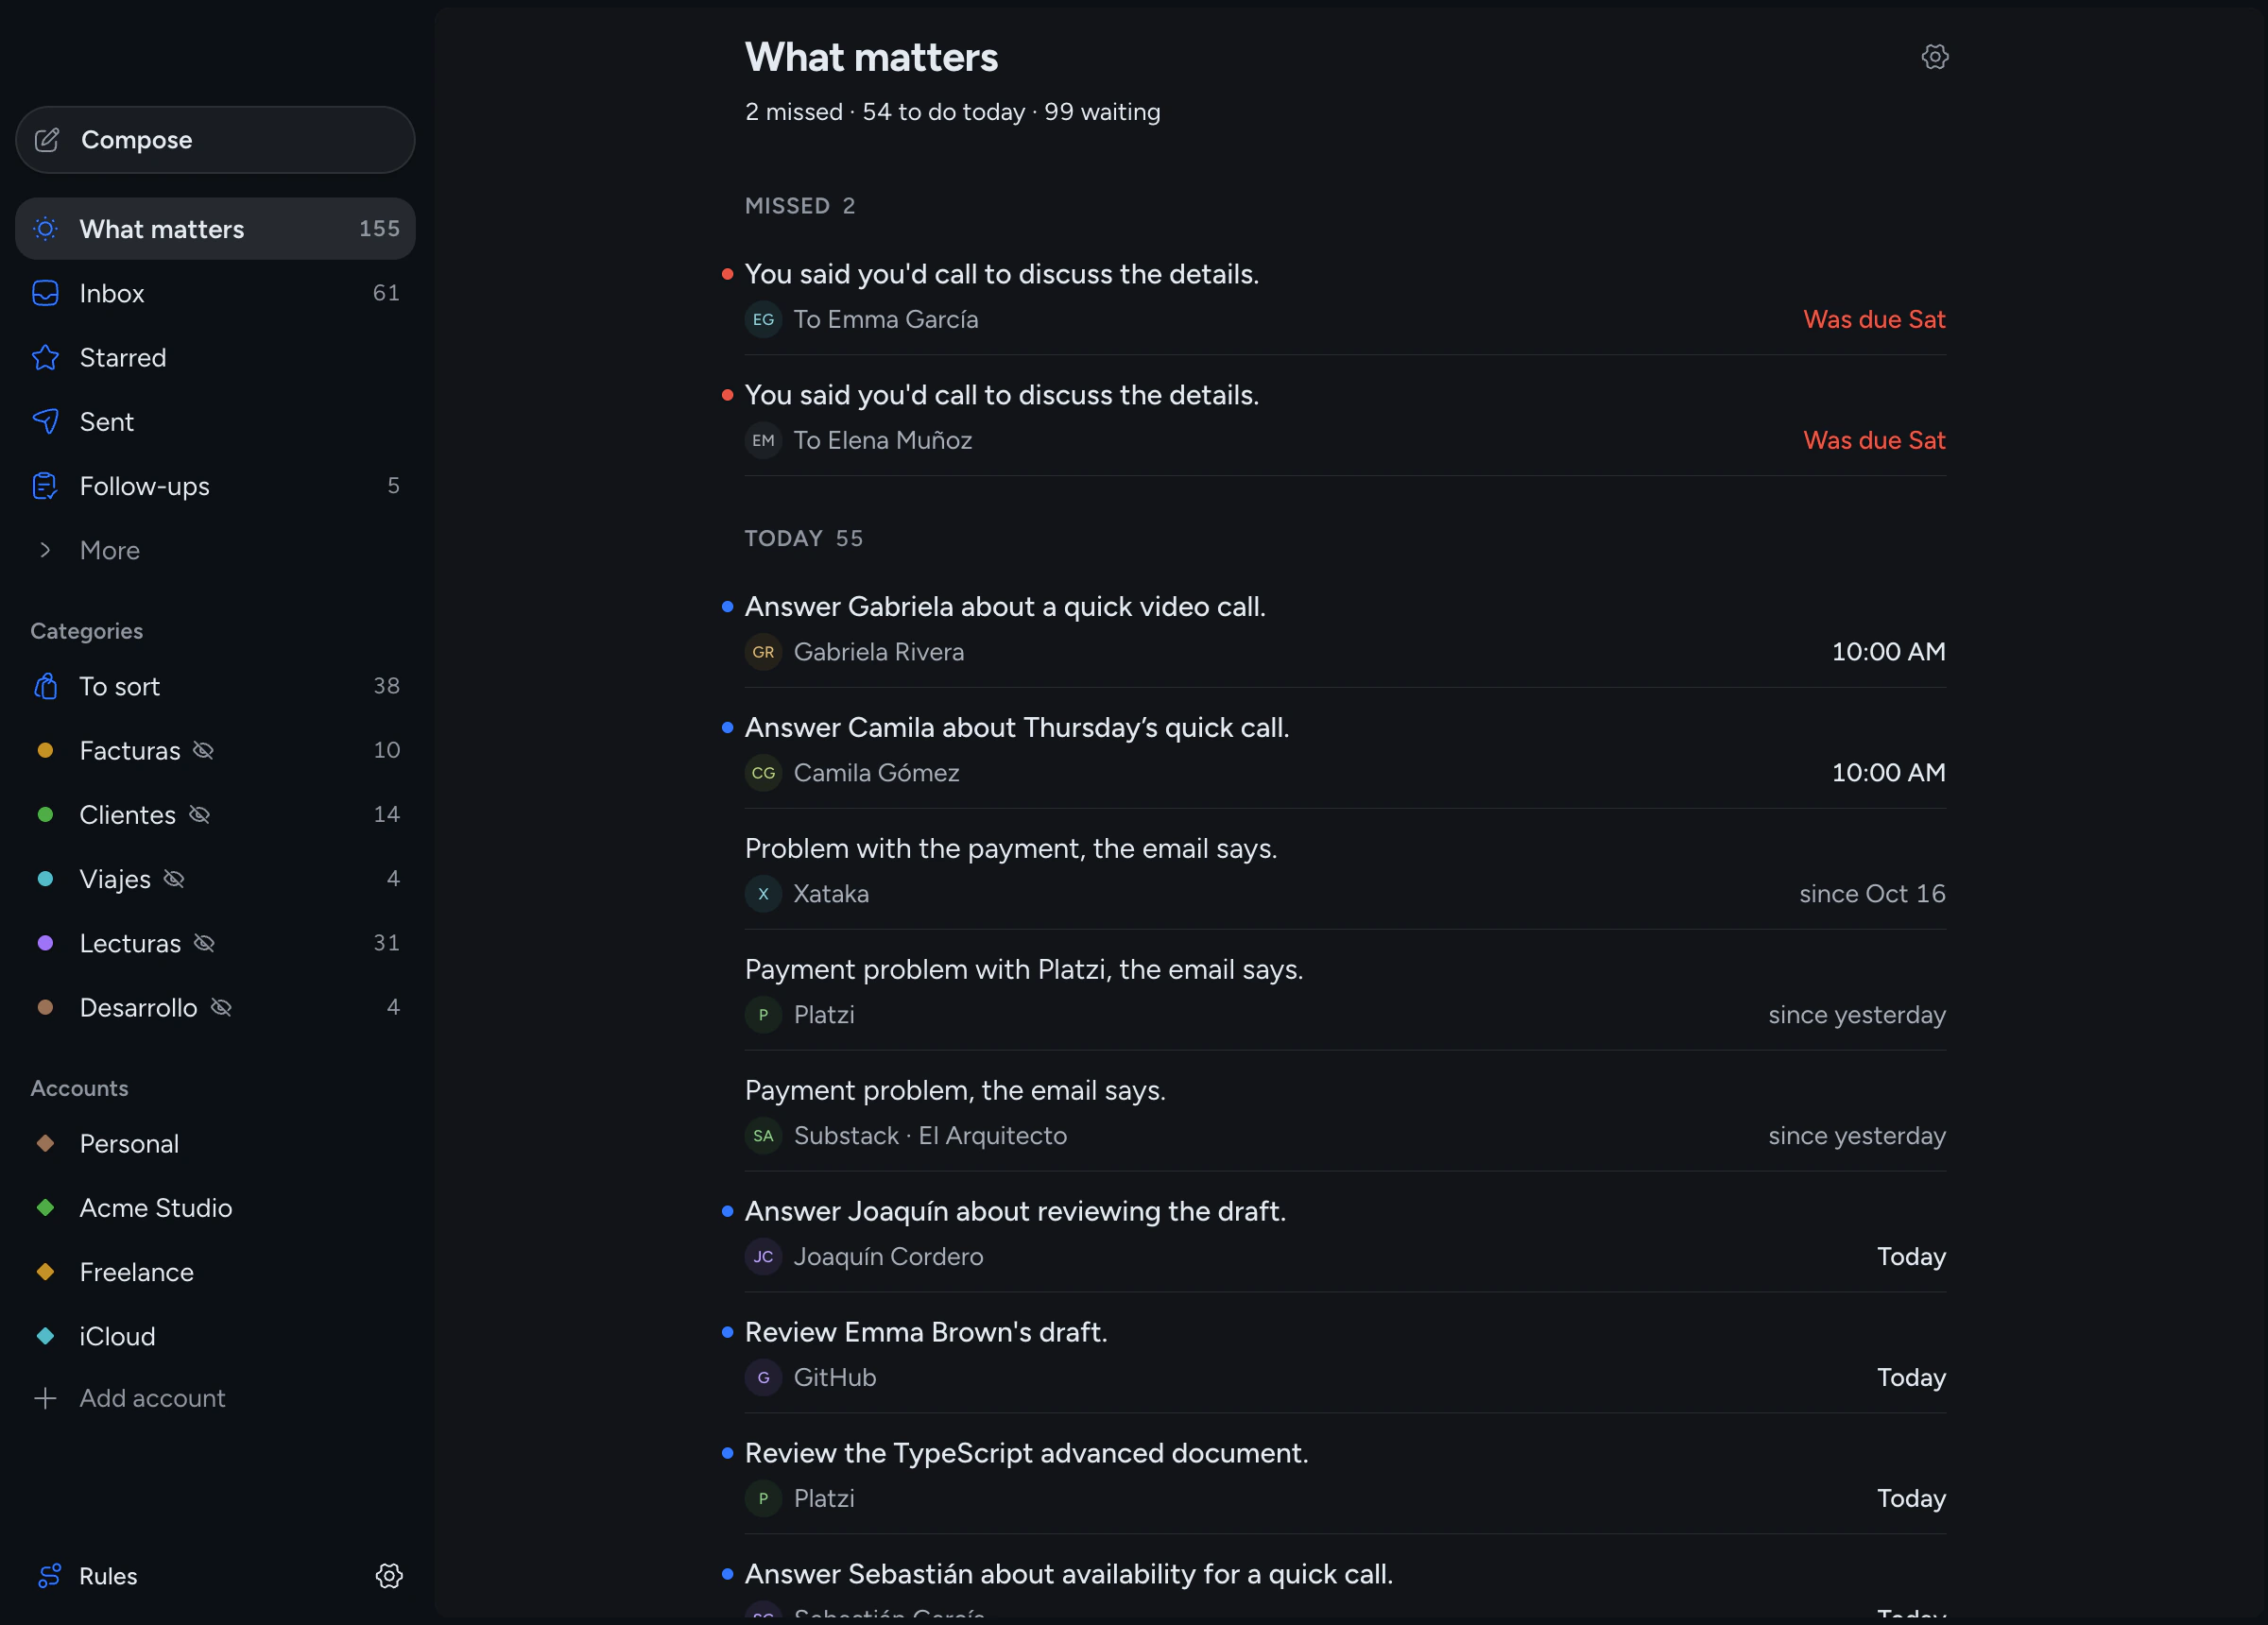 Compose
What matters 155
Inbox 61
Starred
Sent
Follow-ups 5
More
Categories
To sort 38
Facturas 10
Clientes 14
Viajes 4
Lecturas 31
Desarrollo 4
Accounts
Personal
Acme Studio
Freelance
iCloud
Add account
Rules
What matters
2 missed · 54 to do today · 99 waiting
MISSED 2
You said you'd call to discuss the details.
EG To Emma García Was due Sat
You said you'd call to discuss the details.
EM To Elena Muñoz Was due Sat
TODAY 55
Answer Gabriela about a quick video call.
GR Gabriela Rivera 10:00 AM
Answer Camila about Thursday’s quick call.
CG Camila Gómez 10:00 AM
Problem with the payment, the email says.
X Xataka since Oct 16
Payment problem with Platzi, the email says.
P Platzi since yesterday
Payment problem, the email says.
SA Substack · El Arquitecto since yesterday
Answer Joaquín about reviewing the draft.
JC Joaquín Cordero Today
Review Emma Brown's draft.
G GitHub Today
Review the TypeScript advanced document.
P Platzi Today
Answer Sebastián about availability for a quick call.
SG Sebastián García Today